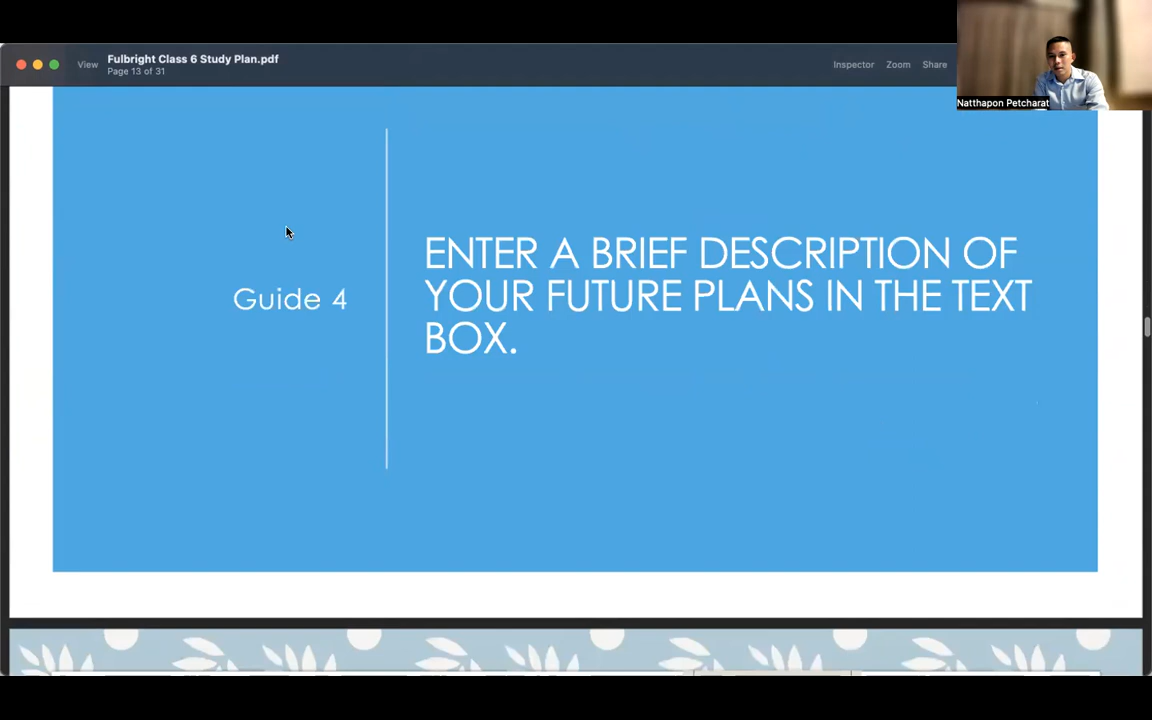 View
Fulbright Class 6 Study Plan.pdf
Page 13 of 31
Inspector
Zoom
Share
Natthapon Petcharat
Guide 4
ENTER A BRIEF DESCRIPTION OF
YOUR FUTURE PLANS IN THE TEXT
BOX.